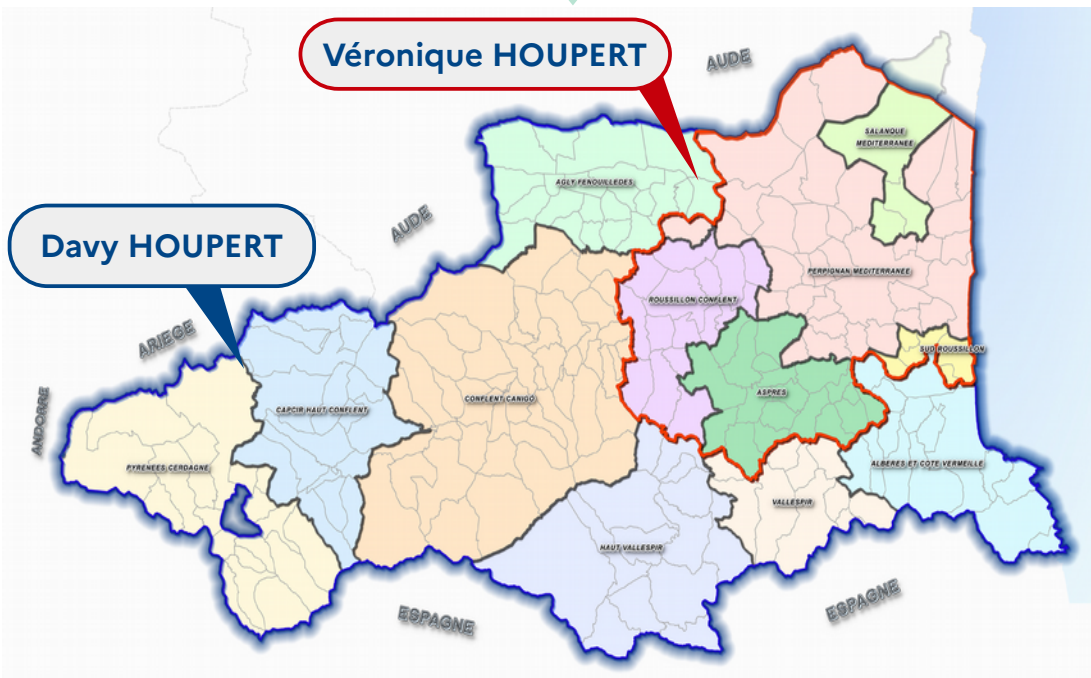 Véronique HOUPERT
AUDE
SALANQUE
MEDITERRANEE
AGLY FENOUILLEDES
AUDE
Davy HOUPERT
PERPIGNAN MEDITERRANEE
ROUSSILLON CONFLENT
ARIEGE
SUD ROUSSILLON
ANDORRE
ASPRES
CONFLENT CANIGÓ
CAPCIR HAUT CONFLENT
PYRENEES CERDAGNE
ALBERES ET COTE VERMEILLE
VALLESPIR
HAUT VALLESPIR
ESPAGNE
ESPAGNE